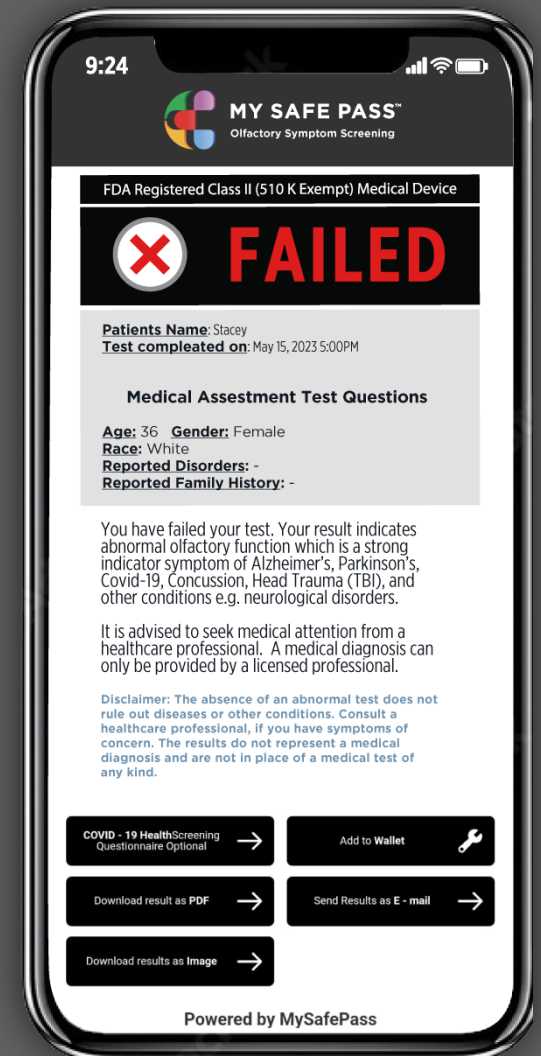 9:24
MY SAFE PASS™
Olfactory Symptom Screening
FDA Registered Class II (510 K Exempt) Medical Device
FAILED
Patients Name: Stacey
Test compleated on: May 15, 2023 5:00PM
Medical Assestment Test Questions
Age: 36 Gender: Female
Race: White
Reported Disorders: -
Reported Family History: -
You have failed your test. Your result indicates
abnormal olfactory function which is a strong
indicator symptom of Alzheimer's, Parkinson's,
Covid-19, Concussion, Head Trauma (TBI), and
other conditions e.g. neurological disorders.
It is advised to seek medical attention from a
healthcare professional. A medical diagnosis can
only be provided by a licensed professional.
Disclaimer: The absence of an abnormal test does not
rule out diseases or other conditions. Consult a
healthcare professional, if you have symptoms of
concern. The results do not represent a medical
diagnosis and are not in place of a medical test of
any kind.
COVID - 19 HealthScreening
Questionnaire Optional
Add to Wallet
Download result as PDF
Send Results as E - mail
Download results as Image
Powered by MySafePass